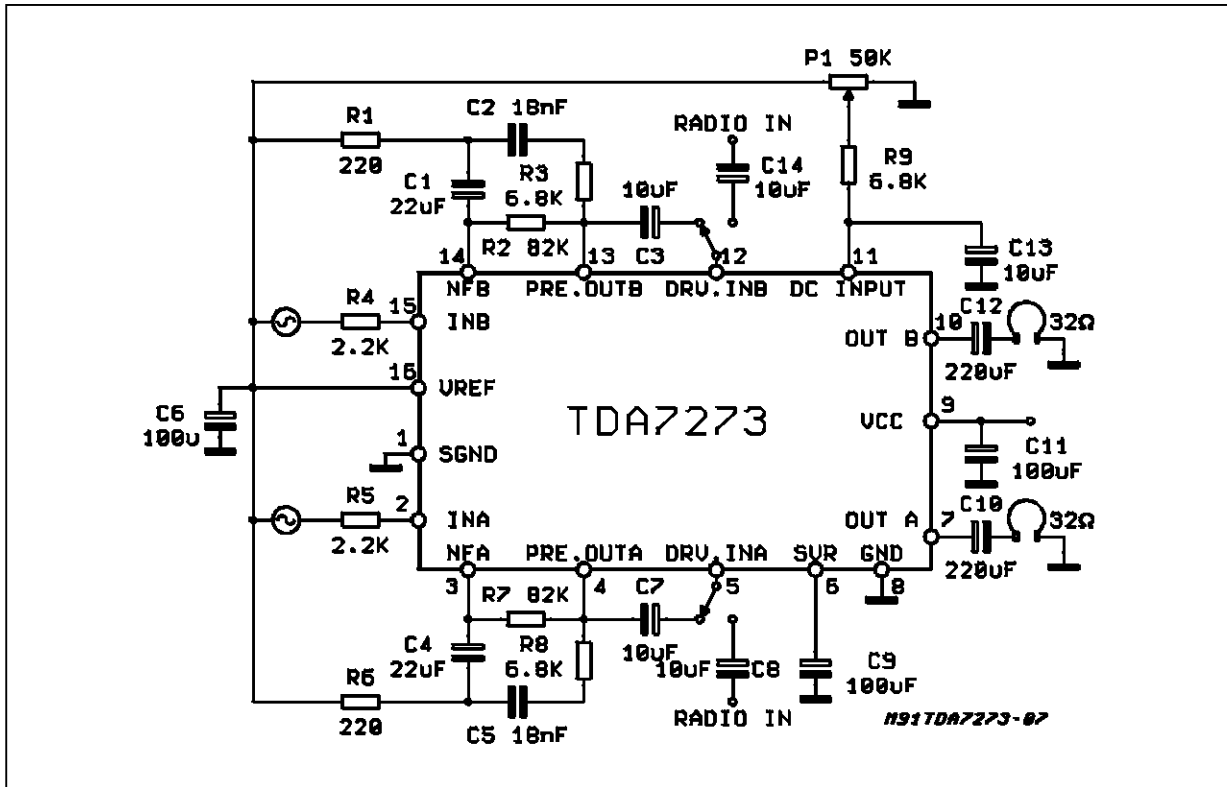 P1 50K
C2 18nF
R1
220
RADIO IN
C1
22uF
R3
6.8K
10uF
C14
10uF
R9
6.8K
R2 82K
C3
14
13
12
11
C13
10uF
NFB
PRE.OUTB
DRV.INB
DC INPUT
R4
2.2K
15
INB
OUT B
10
C12
220uF
32Ω
16
VREF
C6
100u
TDA7273
VCC
9
C11
100uF
1
SGND
R5
2.2K
2
INA
OUT A
7
C10
220uF
32Ω
NFA
PRE.OUTA
DRV.INA
SVR
GND
3
4
5
6
8
R7 82K
C7
C4
22uF
R8
6.8K
10uF
10uF
C8
C9
100uF
R6
220
C5 18nF
RADIO IN
M91TDA7273-07